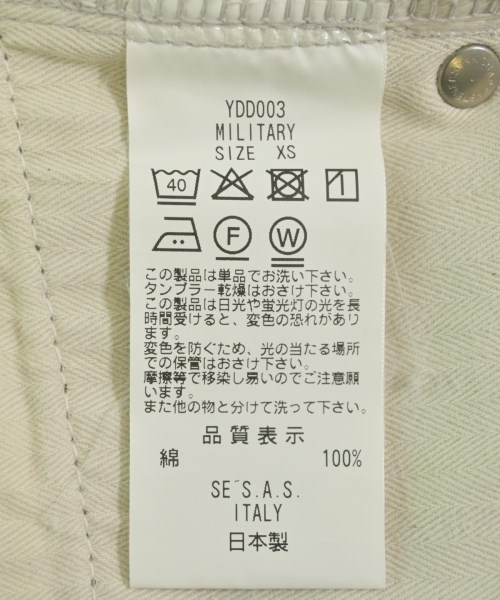 YDD003
MILITARY
SIZE XS
40
F
W
この製品は単品でお洗い下さい。
タンブラー乾燥はおさけ下さい。
この製品は日光や蛍光灯の光を長
時間受けると、変色の恐れがあり
ます。
変色を防ぐため、光の当たる場所
での保管はおさけ下さい。
摩擦等で移染し易いのでご注意願
います。
また他の物と分けて洗って下さい。
品質表示
綿 100%
SE¨S.A.S.
ITALY
日本製